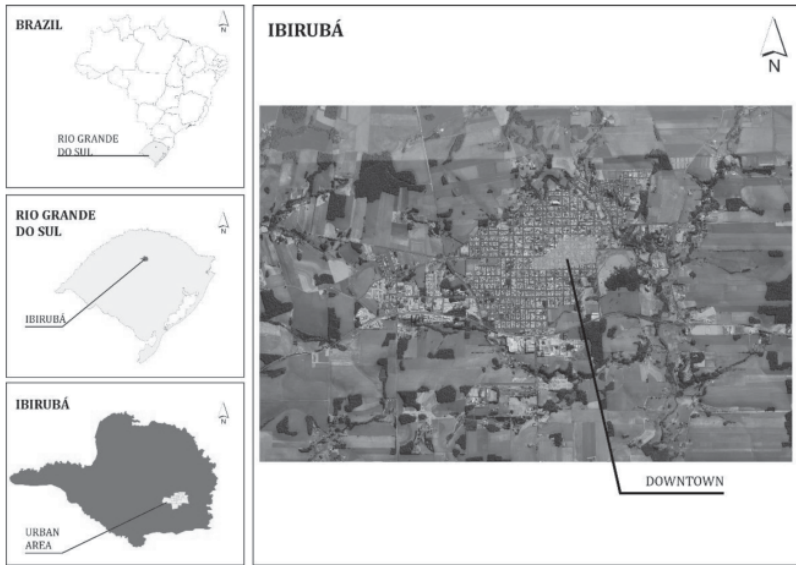 BRAZIL
N
RIO GRANDE
DO SUL
RIO GRANDE
DO SUL
N
IBIRUBÁ
IBIRUBÁ
N
URBAN
AREA
IBIRUBÁ
N
DOWNTOWN